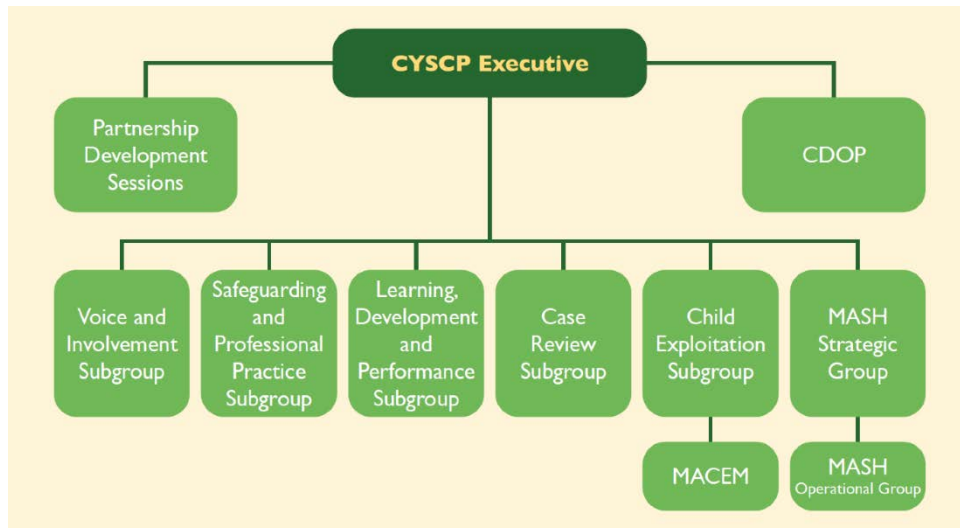 CYSCP Executive
Partnership
Development
Sessions
CDOP
Voice and
Involvement
Subgroup
Safeguarding
and
Professional
Practice
Subgroup
Learning,
Development
and
Performance
Subgroup
Case
Review
Subgroup
Child
Exploitation
Subgroup
MASH
Strategic
Group
MACEM
MASH
Operational Group